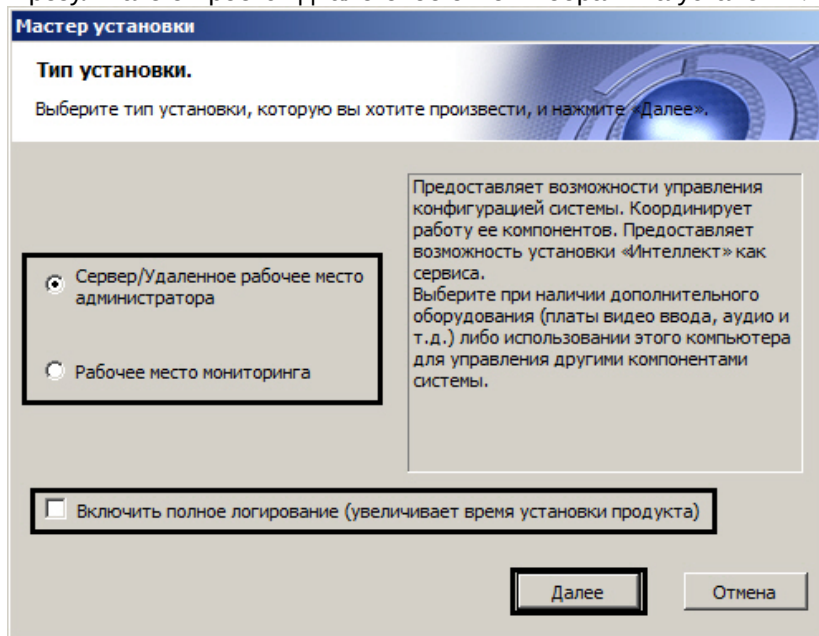 Мастер установки
Тип установки.
Выберите тип установки, которую вы хотите произвести, и нажмите «Далее».
Предоставляет возможности управления
конфигурацией системы. Координирует
работу ее компонентов. Предоставляет
возможность установки «Интеллект» как
сервиса.
Выберите при наличии дополнительного
оборудования (платы видео ввода, аудио и
т.д.) либо использовании этого компьютера
для управления другими компонентами
системы.
Сервер/Удаленное рабочее место
администратора
Рабочее место мониторинга
Включить полное логирование (увеличивает время установки продукта)
Далее
Отмена